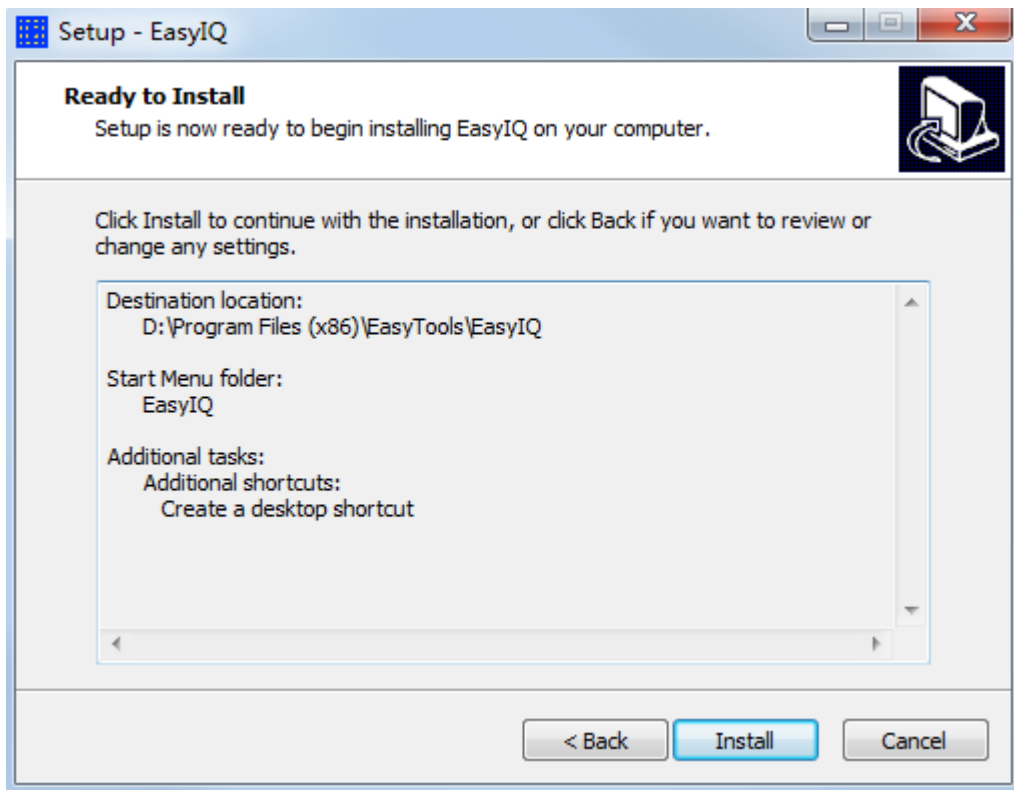 Setup - EasyIQ
Ready to Install
Setup is now ready to begin installing EasyIQ on your computer.
Click Install to continue with the installation, or click Back if you want to review or
change any settings.
Destination location:
D:\Program Files (x86)\EasyTools\EasyIQ
Start Menu folder:
EasyIQ
Additional tasks:
Additional shortcuts:
Create a desktop shortcut
< Back
Install
Cancel